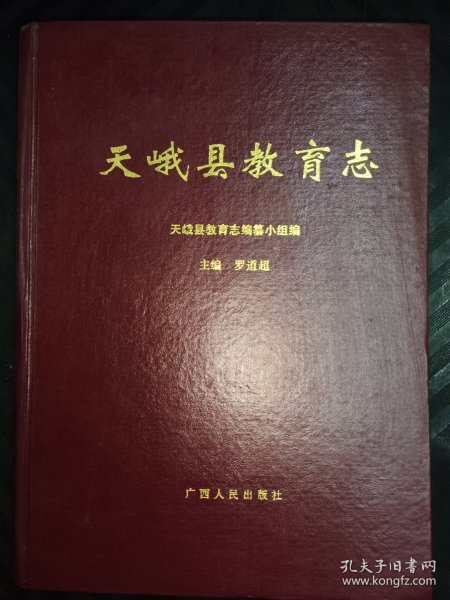 天峨县教育志
天峨县教育志编纂小组编
主编 罗道超
广西人民出版社
孔夫子旧书网
www.kongfz.com